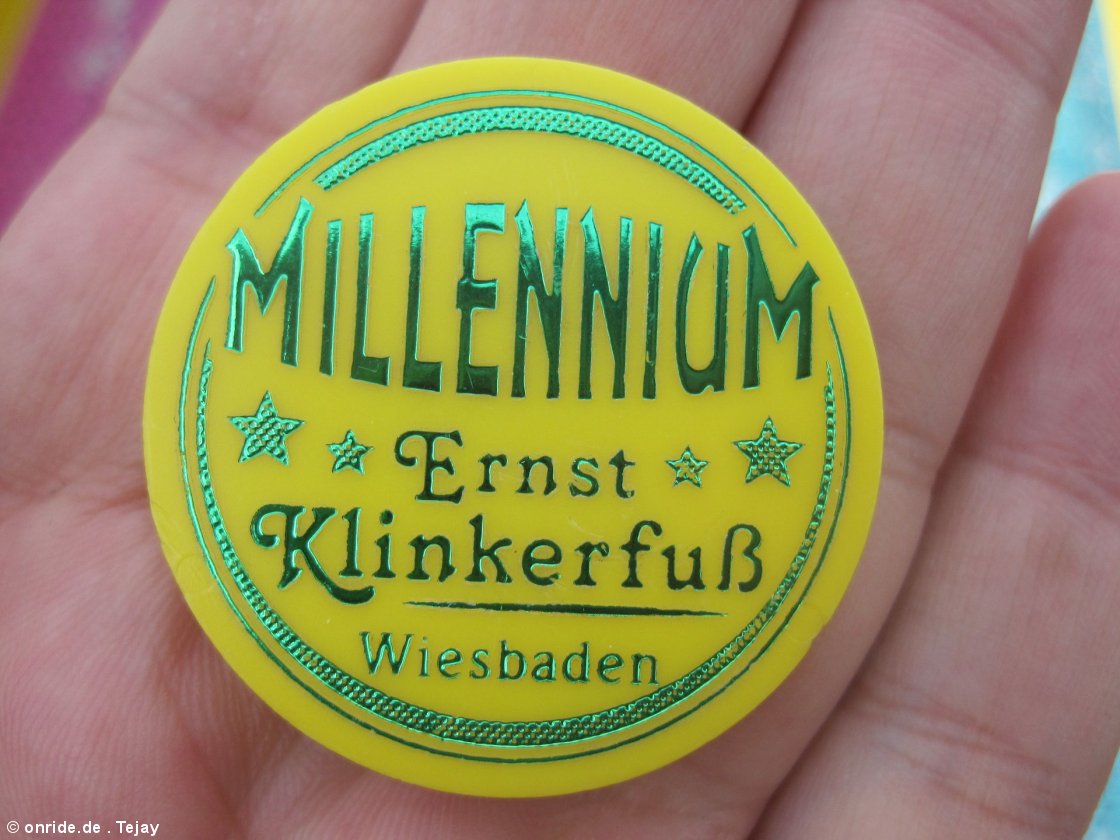 MILLENNIUM
Ernst
Klinkerfuß
Wiesbaden
© onride.de . Tejay